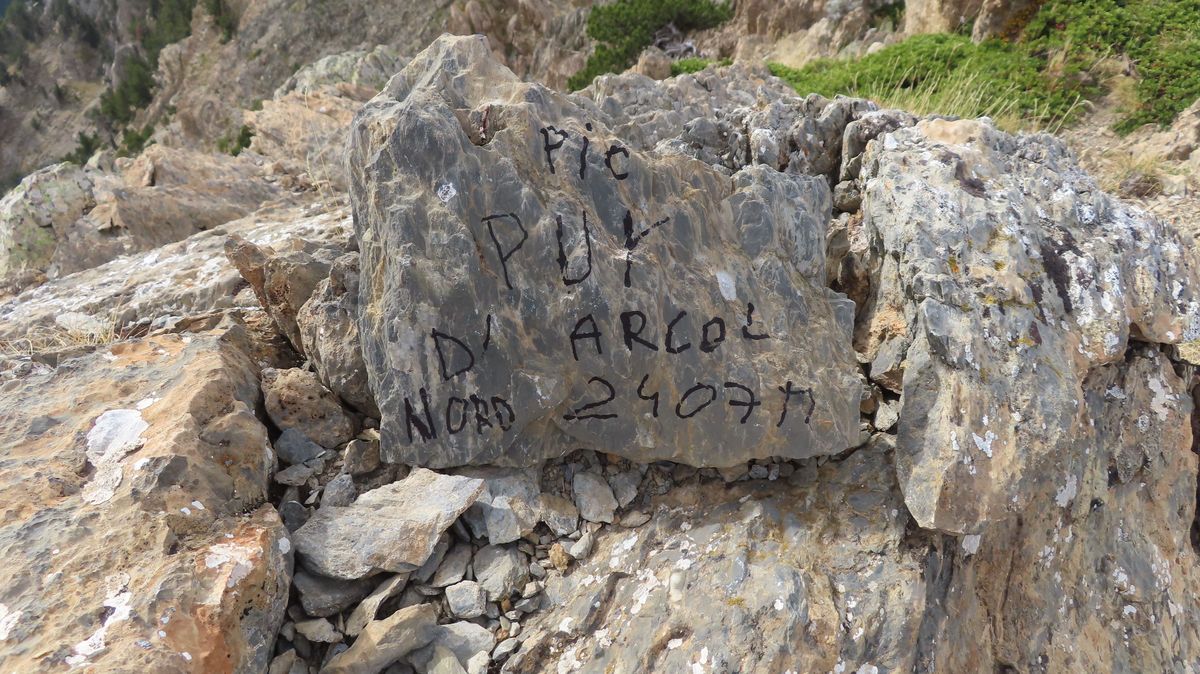 Pic
PUY
D' ARCOL
NORD 2407m